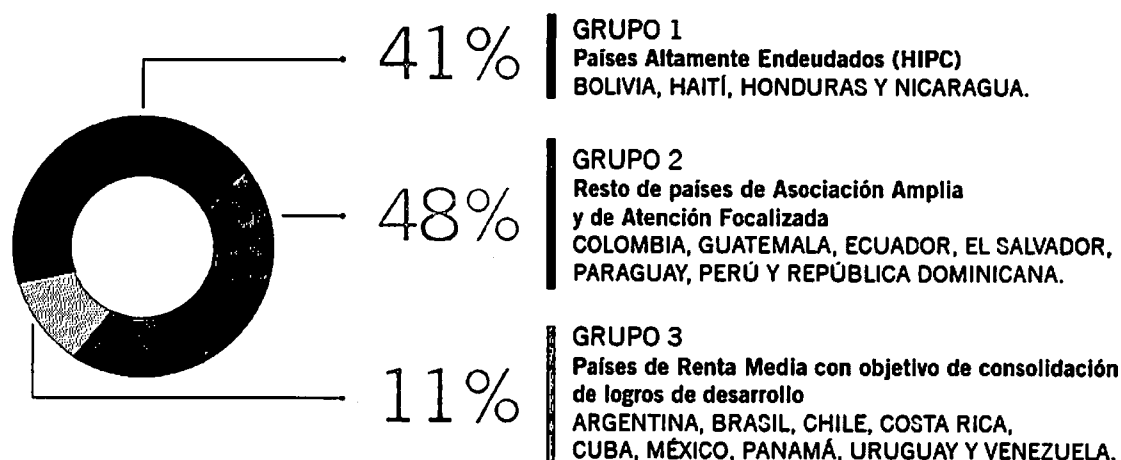 41%
GRUPO 1
Países Altamente Endeudados (HIPC)
BOLIVIA, HAITÍ, HONDURAS Y NICARAGUA.
48%
GRUPO 2
Resto de países de Asociación Amplia
y de Atención Focalizada
COLOMBIA, GUATEMALA, ECUADOR, EL SALVADOR,
PARAGUAY, PERÚ Y REPÚBLICA DOMINICANA.
11%
GRUPO 3
Países de Renta Media con objetivo de consolidación
de logros de desarrollo
ARGENTINA, BRASIL, CHILE, COSTA RICA,
CUBA, MÉXICO, PANAMÁ, URUGUAY Y VENEZUELA.